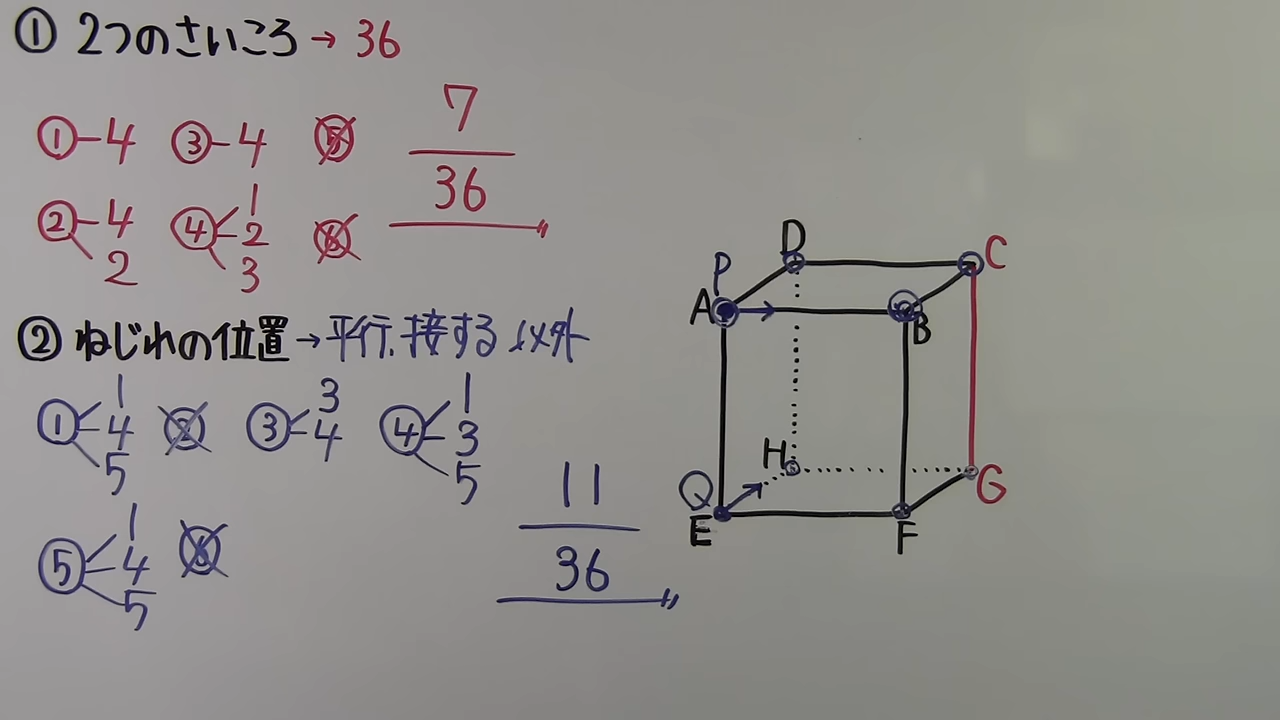 ① 2つのさいころ → 36
①-4 ③-4 ⑤
②-4 2 ④-1 2 3 ⑥
7/36
② ねじれの位置 → 平行、接する 以外
①-1 4 5 ② ③-3 4 ④-1 3 5
⑤-1 4 5 ⑥
11/36
D C
P
A B
H
Q G
E F